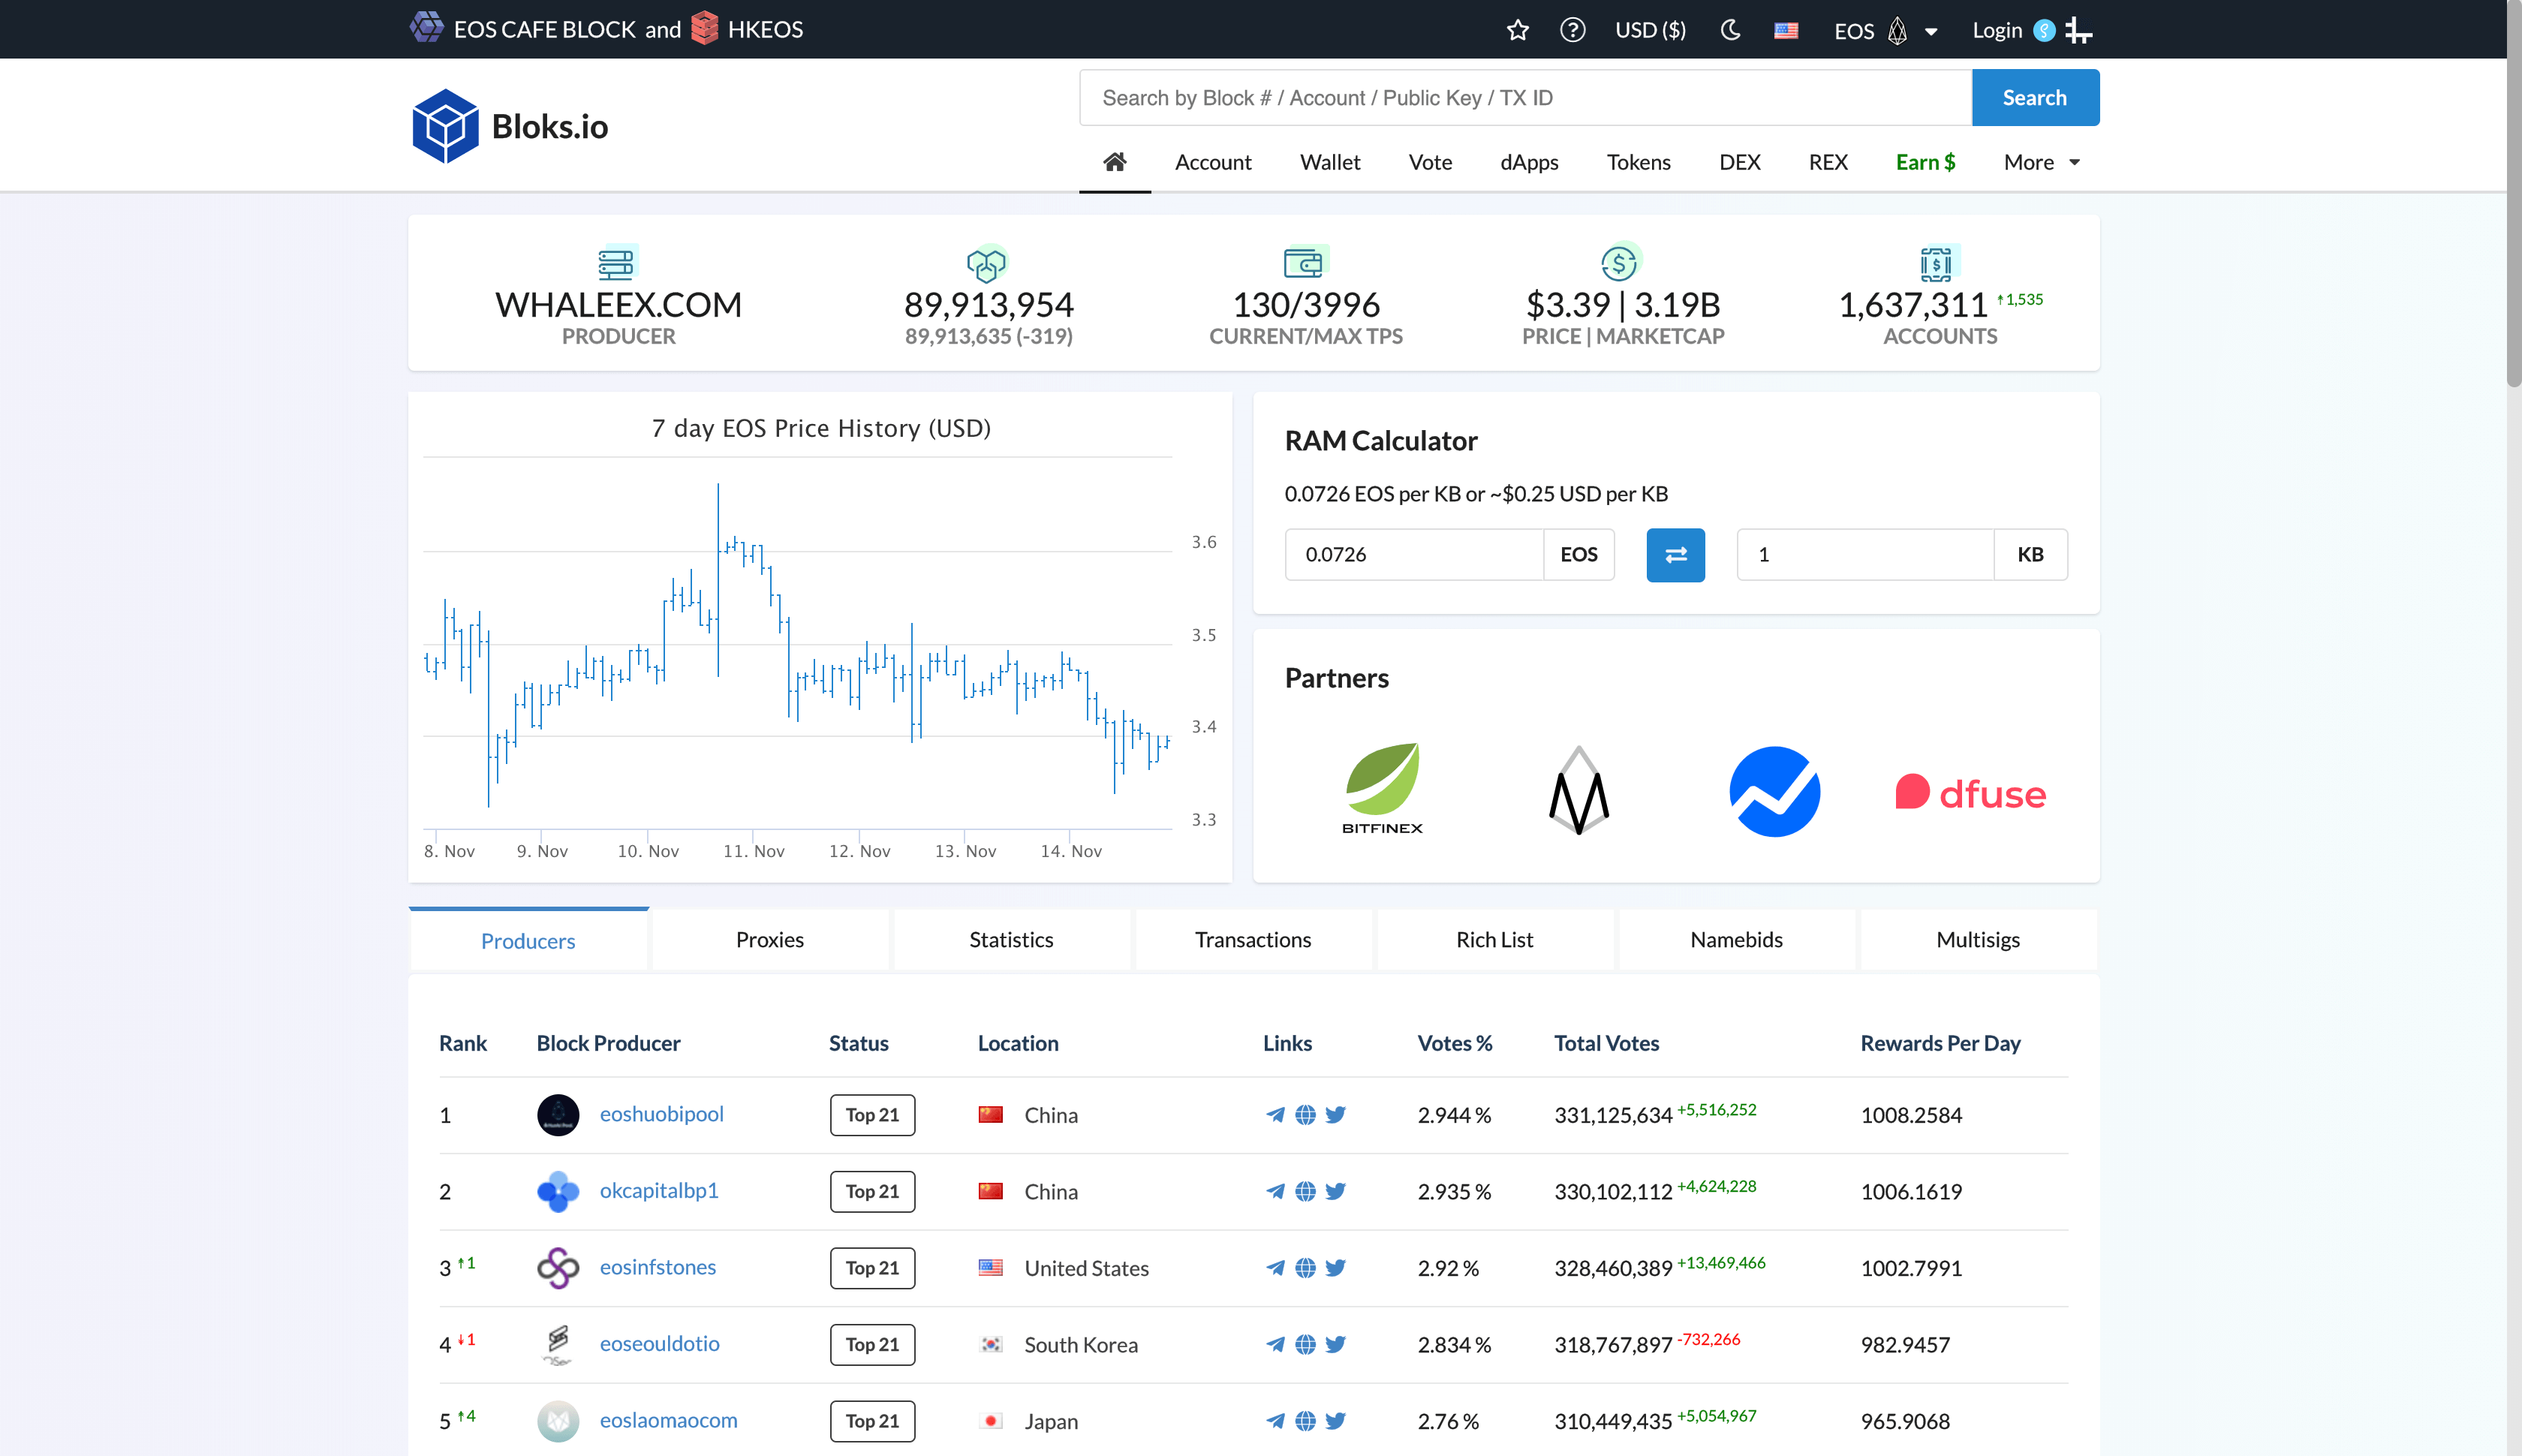 EOS CAFE BLOCK and HKEOS
USD ($)
EOS
Login
Bloks.io
Search by Block # / Account / Public Key / TX ID
Search
Account Wallet Vote dApps Tokens DEX REX Earn $ More
WHALEEX.COM
PRODUCER
89,913,954
89,913,635 (-319)
130/3996
CURRENT/MAX TPS
$3.39 | 3.19B
PRICE | MARKETCAP
1,637,311 ↑1,535
ACCOUNTS
7 day EOS Price History (USD)
3.6
3.5
3.4
3.3
8. Nov 9. Nov 10. Nov 11. Nov 12. Nov 13. Nov 14. Nov
RAM Calculator
0.0726 EOS per KB or ~$0.25 USD per KB
0.0726 EOS 1 KB
Partners
BITFINEX
dfuse
Producers Proxies Statistics Transactions Rich List Namebids Multisigs
Rank Block Producer Status Location Links Votes % Total Votes Rewards Per Day
1 eoshuobipool Top 21 China 2.944 % 331,125,634 +5,516,252 1008.2584
2 okcapitalbp1 Top 21 China 2.935 % 330,102,112 +4,624,228 1006.1619
3 ↑1 eosinfstones Top 21 United States 2.92 % 328,460,389 +13,469,466 1002.7991
4 ↓1 eoseouldotio Top 21 South Korea 2.834 % 318,767,897 -732,266 982.9457
5 ↑4 eoslaomaocom Top 21 Japan 2.76 % 310,449,435 +5,054,967 965.9068